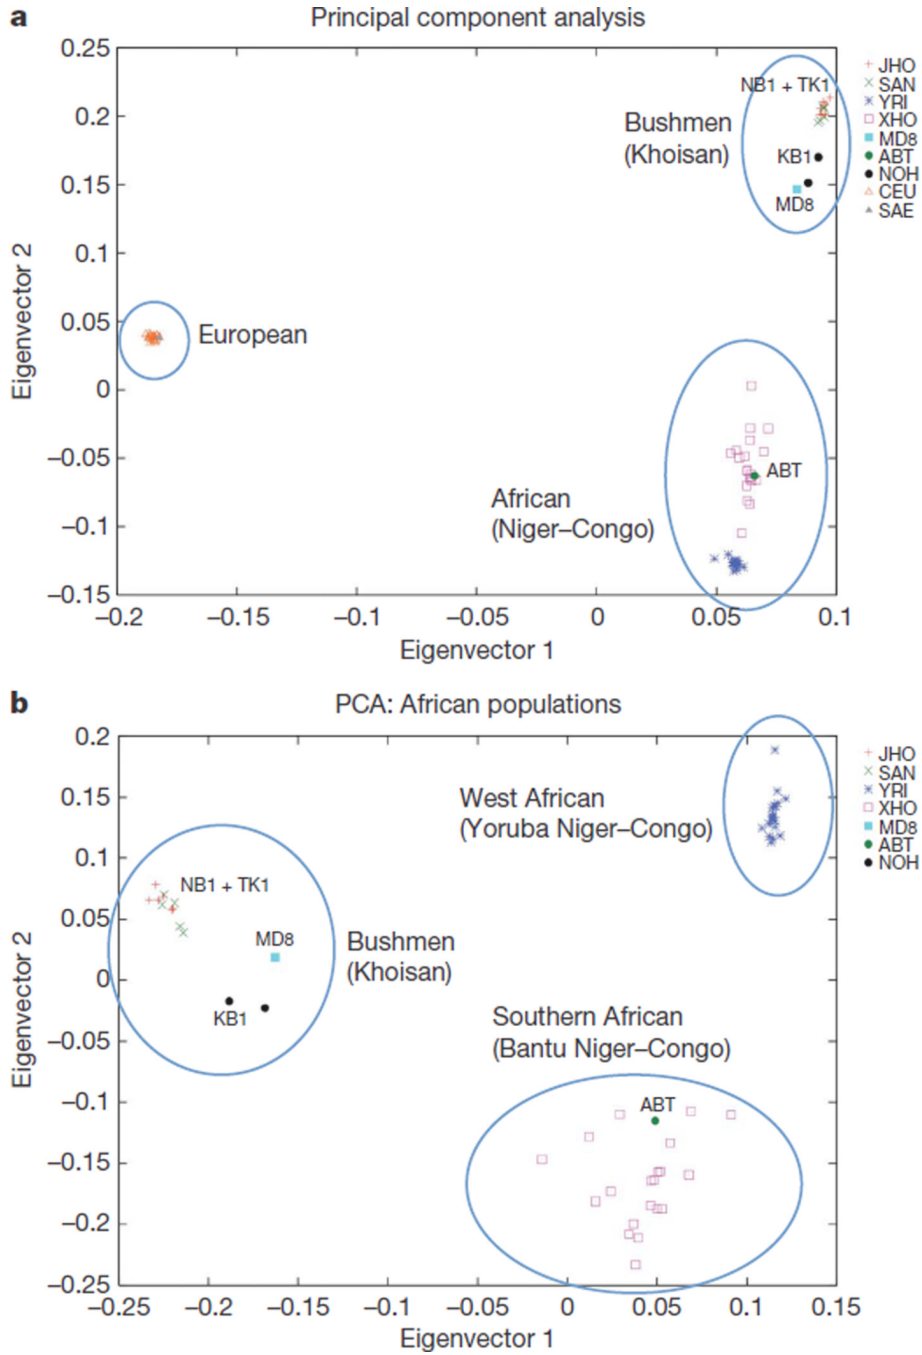 a
Principal component analysis
Eigenvector 2
0.25
0.2
0.15
0.1
0.05
0
–0.05
–0.1
–0.15
–0.2
–0.15
–0.1
–0.05
0
0.05
0.1
Eigenvector 1
NB1 + TK1
Bushmen
(Khoisan)
KB1
MD8
European
ABT
African
(Niger–Congo)
JHO
SAN
YRI
XHO
MD8
ABT
NOH
CEU
SAE
b
PCA: African populations
Eigenvector 2
0.2
0.15
0.1
0.05
0
–0.05
–0.1
–0.15
–0.2
–0.25
–0.25
–0.2
–0.15
–0.1
–0.05
0
0.05
0.1
0.15
Eigenvector 1
West African
(Yoruba Niger–Congo)
NB1 + TK1
MD8
Bushmen
(Khoisan)
KB1
Southern African
(Bantu Niger–Congo)
ABT
JHO
SAN
YRI
XHO
MD8
ABT
NOH